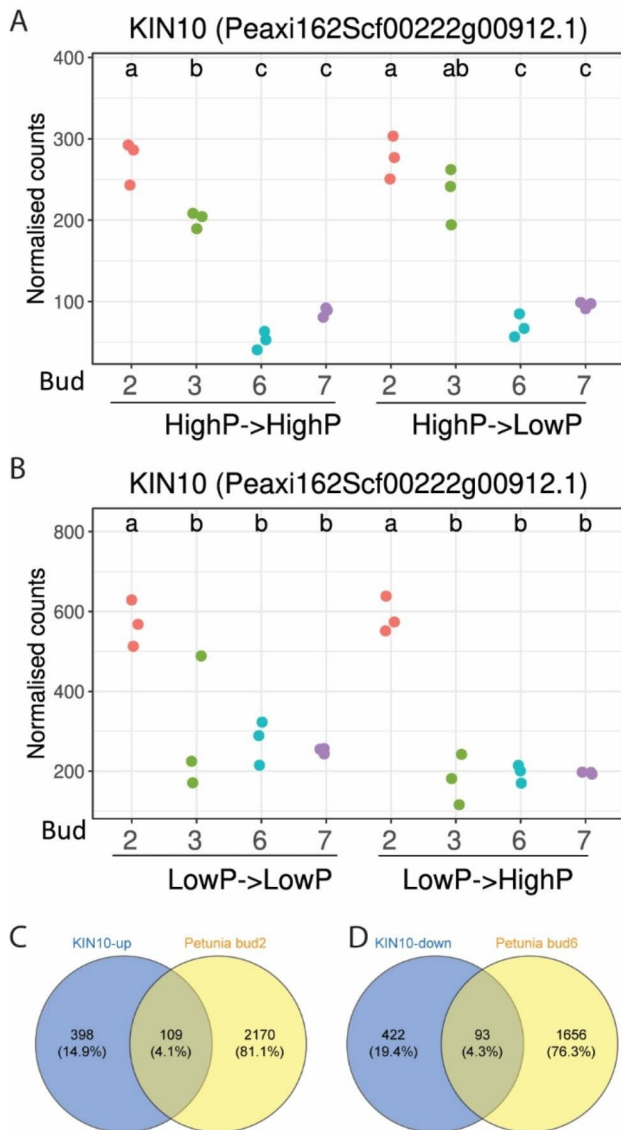 A
KIN10 (Peaxi162Scf00222g00912.1)
400
a b c c a ab c c
300
200
100
Normalised counts
Bud 2 3 6 7 2 3 6 7
HighP->HighP HighP->LowP
B
KIN10 (Peaxi162Scf00222g00912.1)
800
a b b b a b b b
600
400
200
Normalised counts
Bud 2 3 6 7 2 3 6 7
LowP->LowP LowP->HighP
C D
KIN10-up Petunia bud2 KIN10-down Petunia bud6
398 109 2170 422 93 1656
(14.9%) (4.1%) (81.1%) (19.4%) (4.3%) (76.3%)